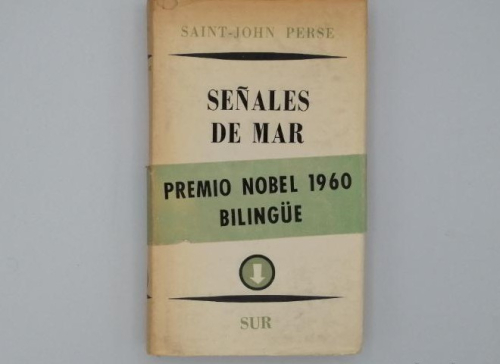 SAINT-JOHN PERSE
SEÑALES
DE MAR
PREMIO NOBEL 1960
BILINGÜE
SUR